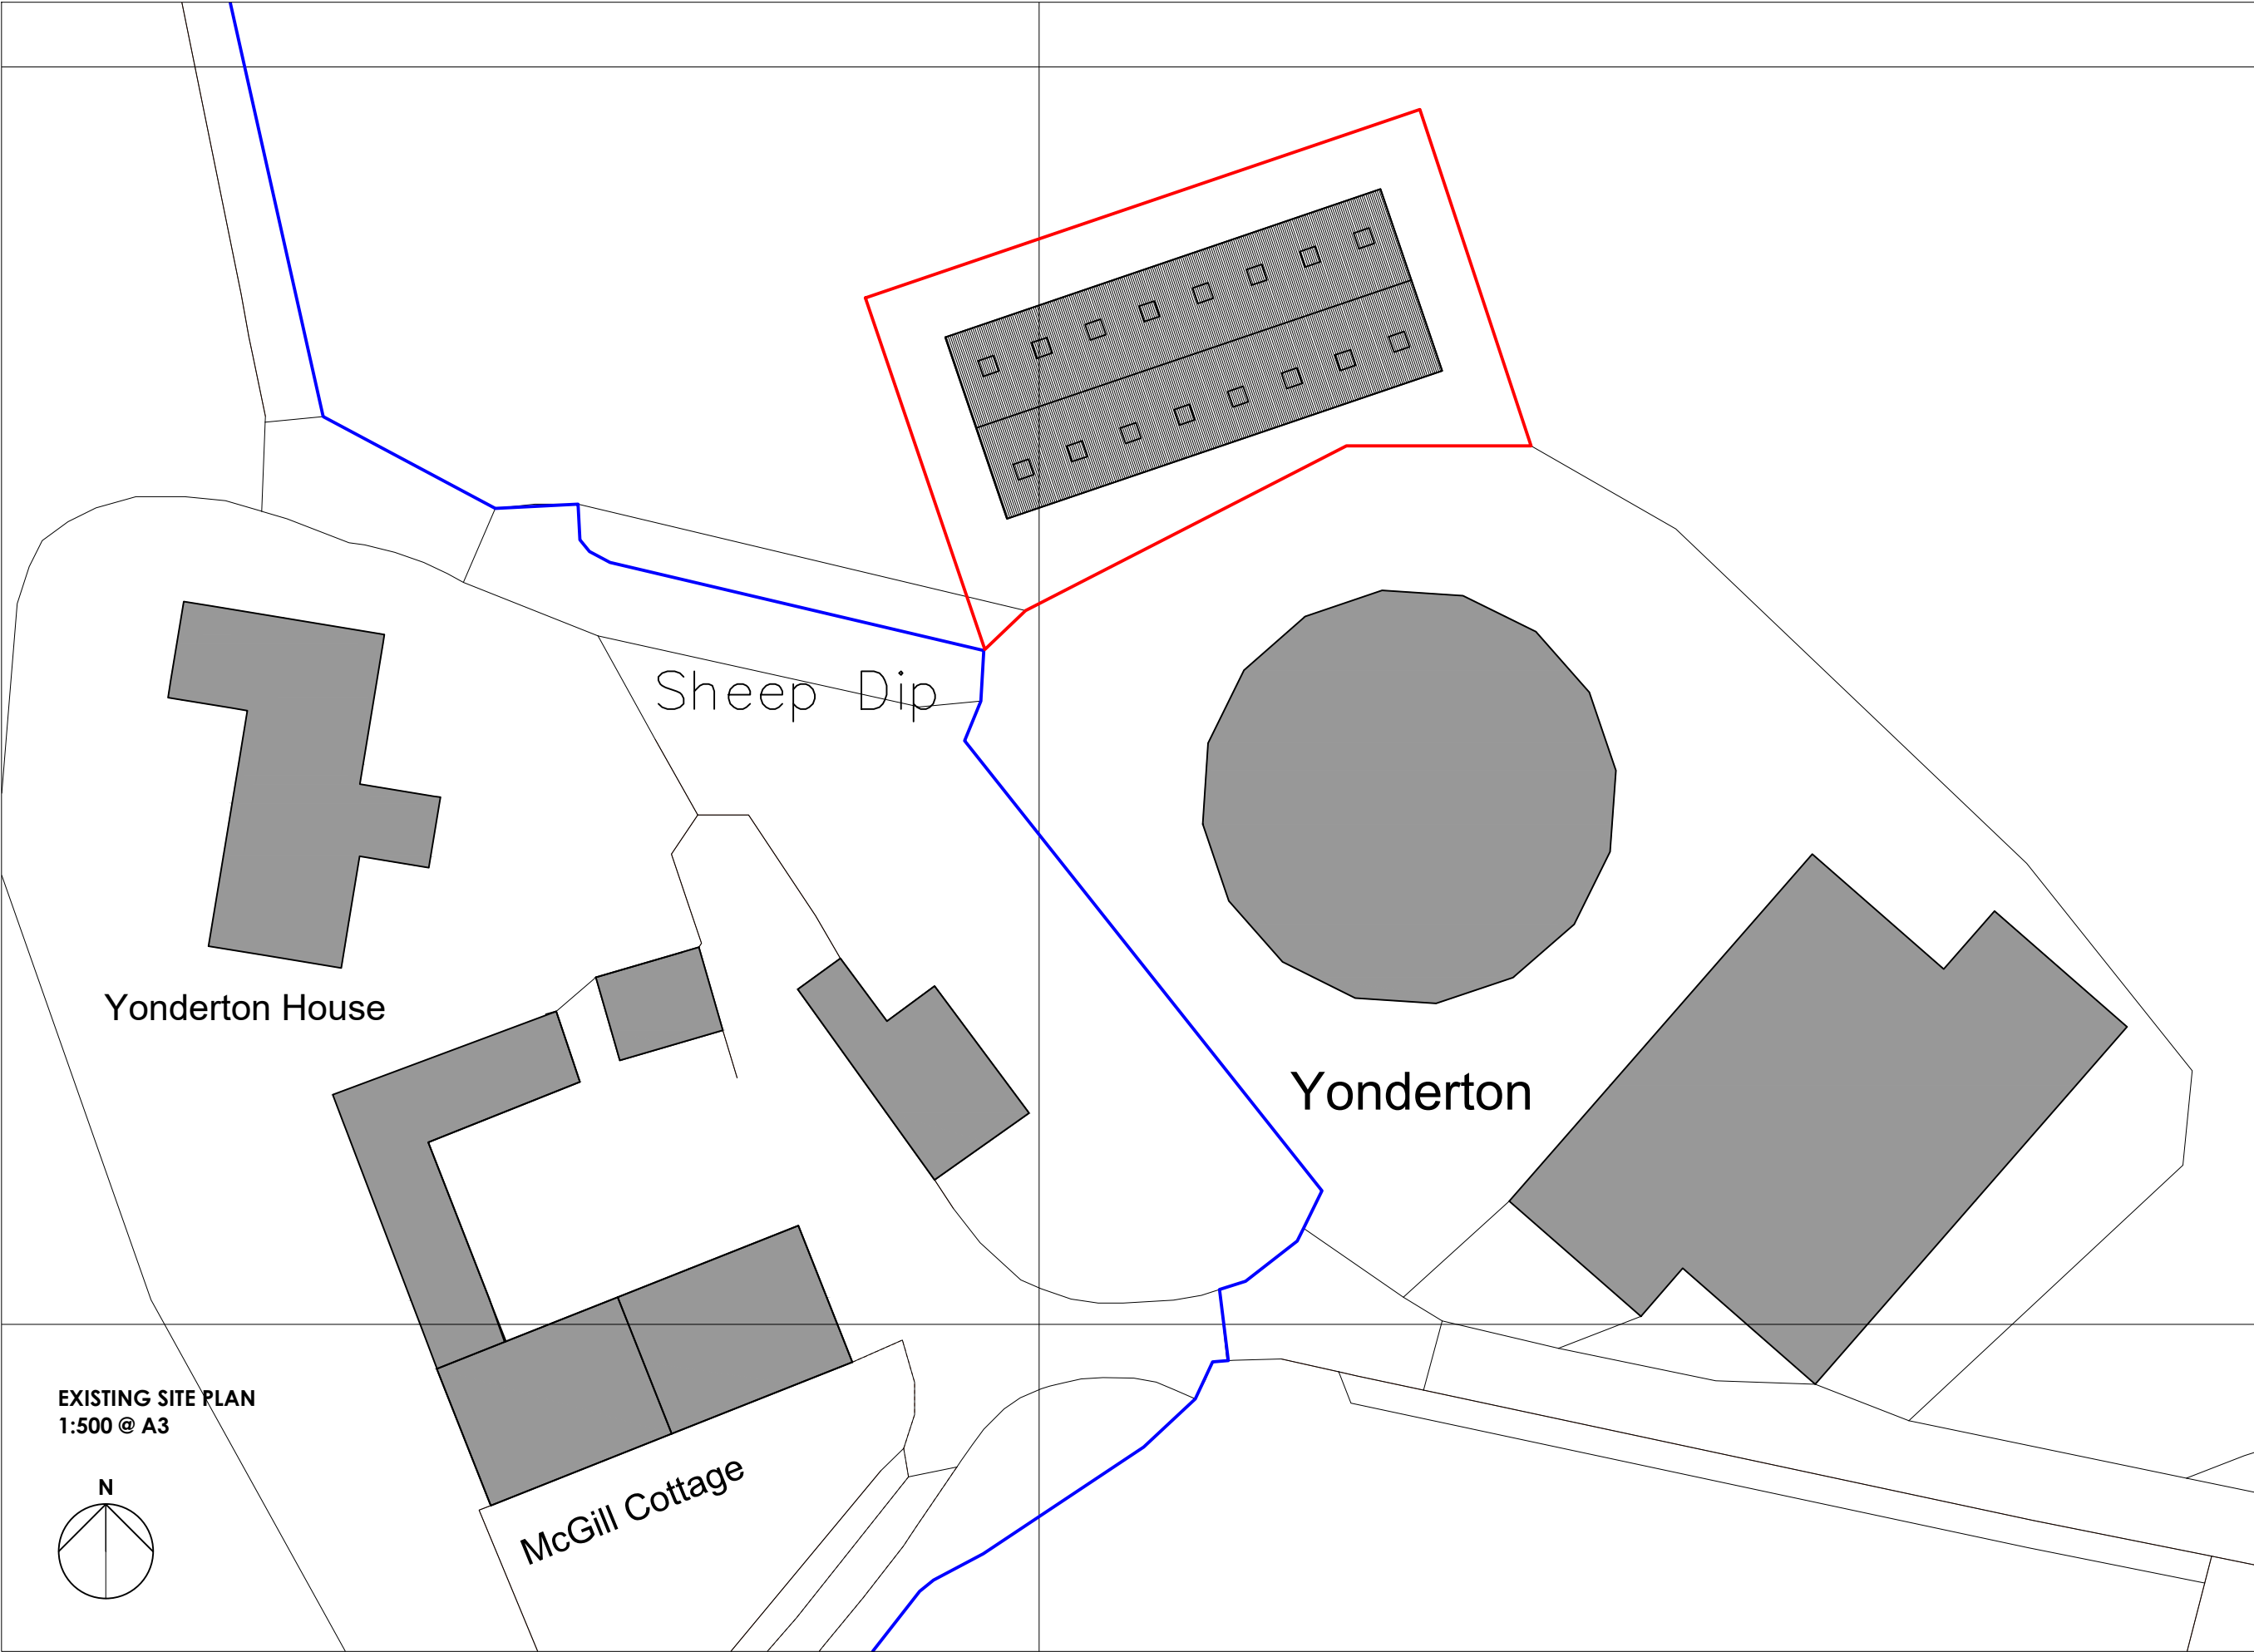 Sheep Dip
Yonderton House
Yonderton
McGill Cottage
EXISTING SITE PLAN
1:500 @ A3
N